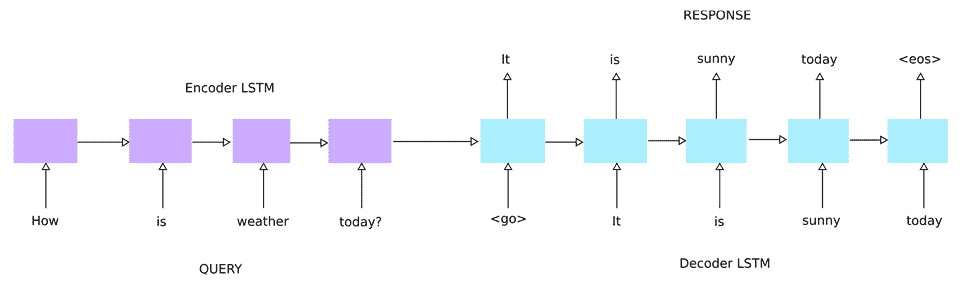 RESPONSE
It is sunny today <eos>
Encoder LSTM
How is weather today? <go> It is sunny today
QUERY
Decoder LSTM